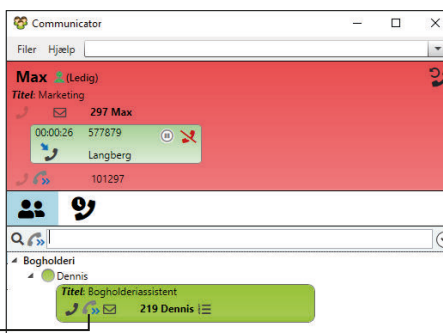 Communicator
Filer Hjælp
Max (Ledig)
Titel: Marketing
297 Max
00:00:26 577879
Langberg
101297
Bogholderi
Dennis
Titel: Bogholderiassistent
219 Dennis